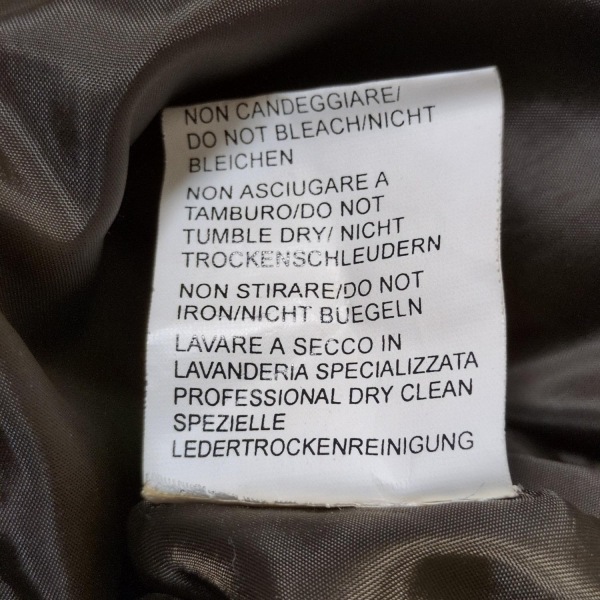 NON CANDEGGIARE/
DO NOT BLEACH/NICHT
BLEICHEN
NON ASCIUGARE A
TAMBURO/DO NOT
TUMBLE DRY/ NICHT
TROCKENSCHLEUDERN
NON STIRARE/DO NOT
IRON/NICHT BUEGELN
LAVARE A SECCO IN
LAVANDERIA SPECIALIZZATA
PROFESSIONAL DRY CLEAN
SPEZIELLE
LEDERTROCKENREINIGUNG